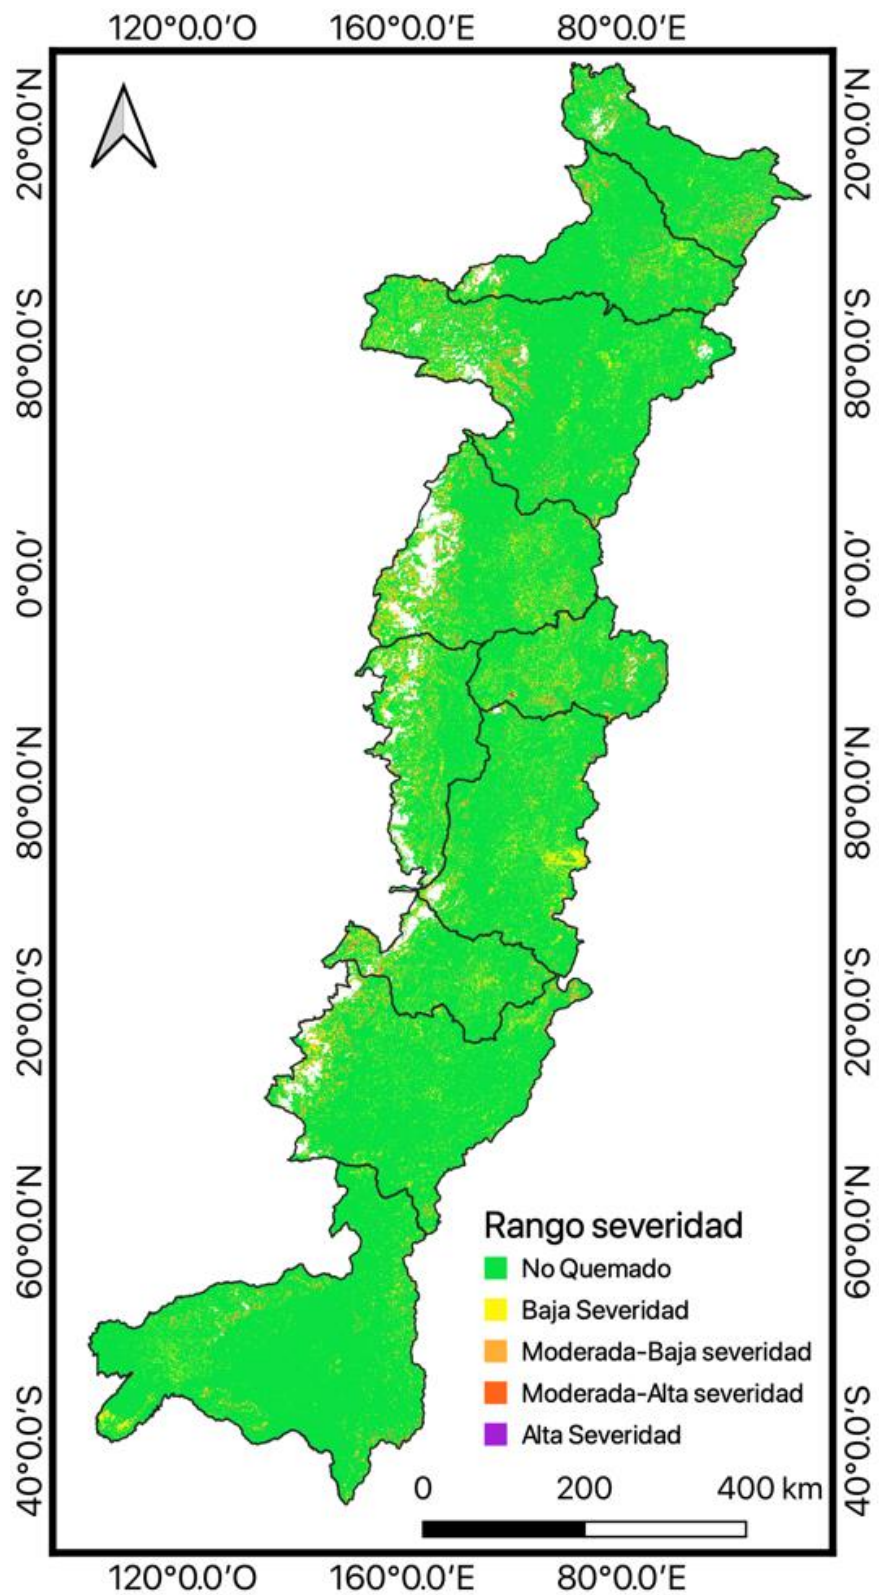 120°0.0′O 160°0.0′E 80°0.0′E
20°0.0′N 20°0.0′N
80°0.0′S 80°0.0′S
0°0.0′ 0°0.0′
80°0.0′N 80°0.0′N
20°0.0′S 20°0.0′S
60°0.0′N 60°0.0′N
40°0.0′S 40°0.0′S
Rango severidad
No Quemado
Baja Severidad
Moderada-Baja severidad
Moderada-Alta severidad
Alta Severidad
0 200 400 km
120°0.0′O 160°0.0′E 80°0.0′E